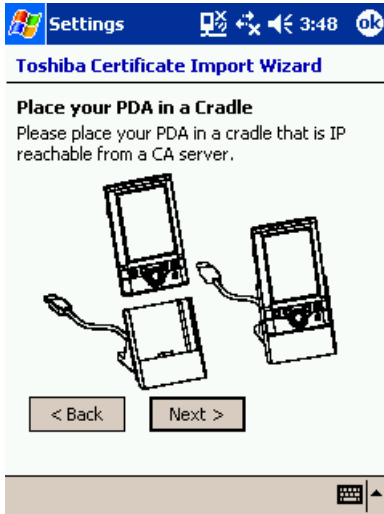 Settings 3:48 ok
Toshiba Certificate Import Wizard
Place your PDA in a Cradle
Please place your PDA in a cradle that is IP
reachable from a CA server.
< Back Next >